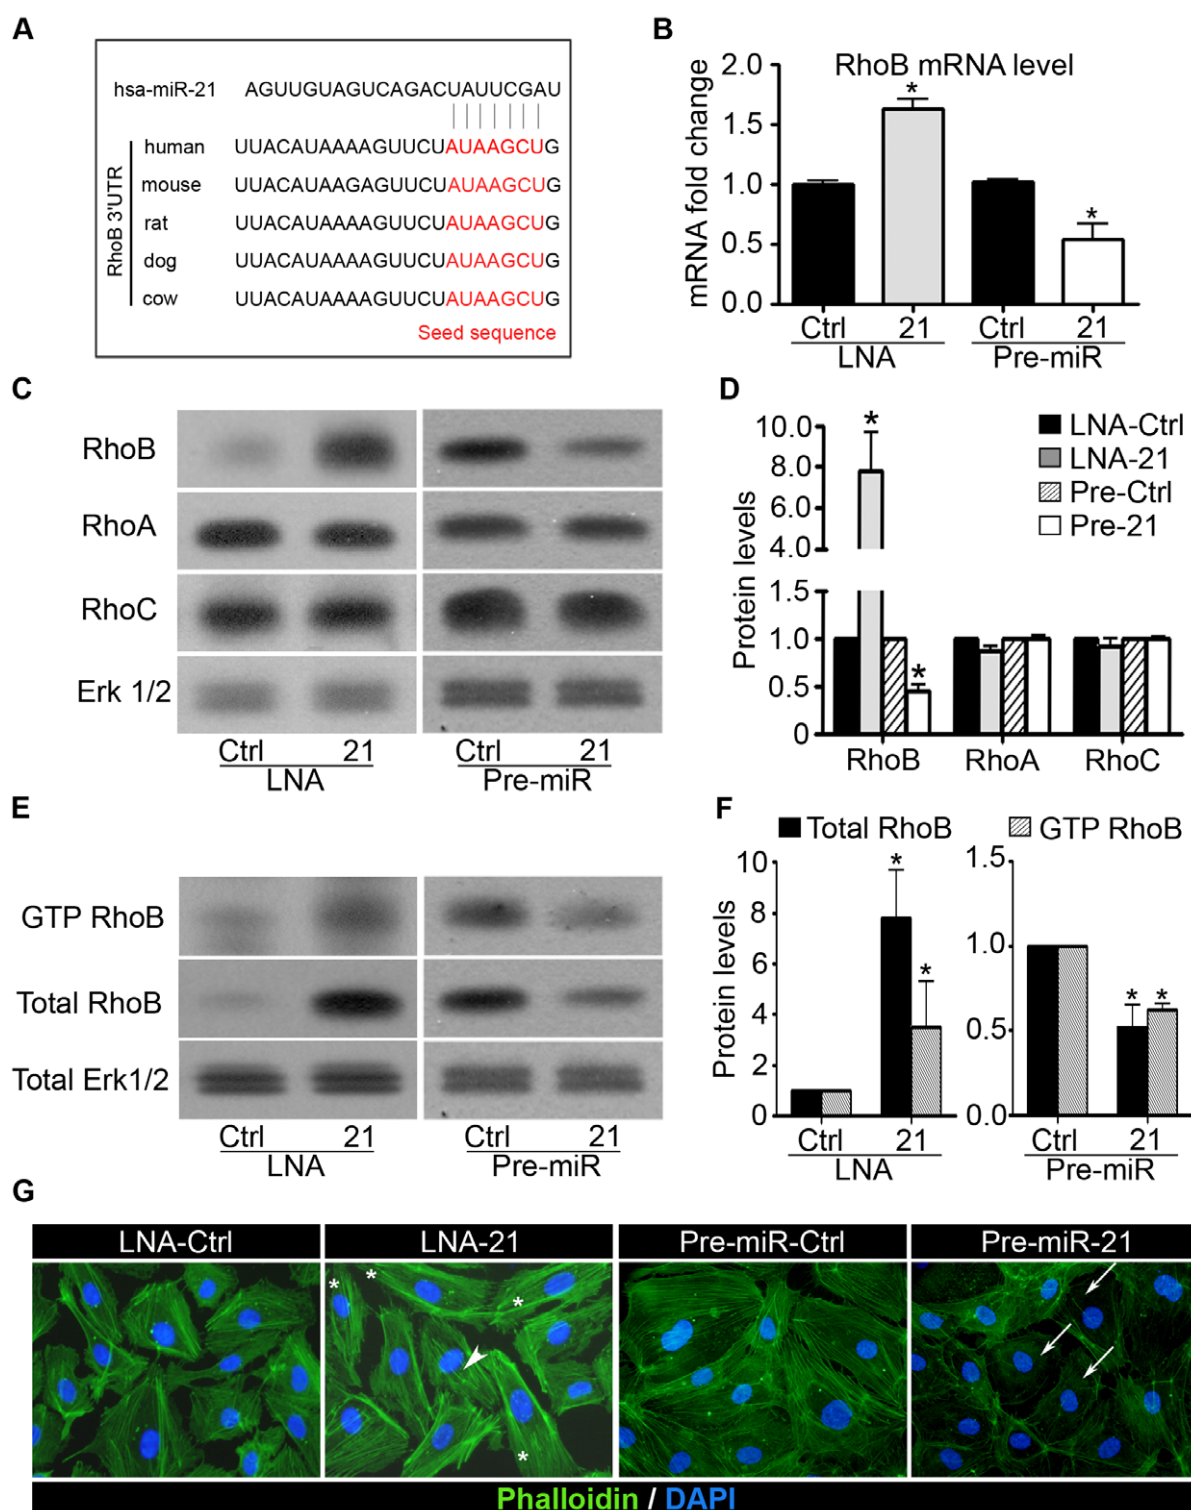 A
hsa-miR-21 AGUUGUAGUCAGACUAUUCGAU
RhoB 3'UTR
human UUACAUAAAAGUUCUAUAAGCUG
mouse UUACAUAAGAGUUCUAUAAGCUG
rat UUACAUAAAAGUUCUAUAAGCUG
dog UUACAUAAAAGUUCUAUAAGCUG
cow UUACAUAAAAGUUCUAUAAGCUG
Seed sequence
B
RhoB mRNA level
mRNA fold change
2.0
1.5
1.0
0.5
0.0
* *
Ctrl 21 Ctrl 21
LNA Pre-miR
C
RhoB
RhoA
RhoC
Erk 1/2
Ctrl 21 Ctrl 21
LNA Pre-miR
D
Protein levels
10.0
8.0
6.0
4.0
1.5
1.0
0.5
0
* *
LNA-Ctrl
LNA-21
Pre-Ctrl
Pre-21
RhoB RhoA RhoC
E
GTP RhoB
Total RhoB
Total Erk1/2
Ctrl 21 Ctrl 21
LNA Pre-miR
F
Total RhoB GTP RhoB
Protein levels
10
8
6
4
2
0
* *
Ctrl 21
LNA
1.5
1.0
0.5
0.0
* *
Ctrl 21
Pre-miR
G
LNA-Ctrl LNA-21 Pre-miR-Ctrl Pre-miR-21
* * * *
Phalloidin / DAPI